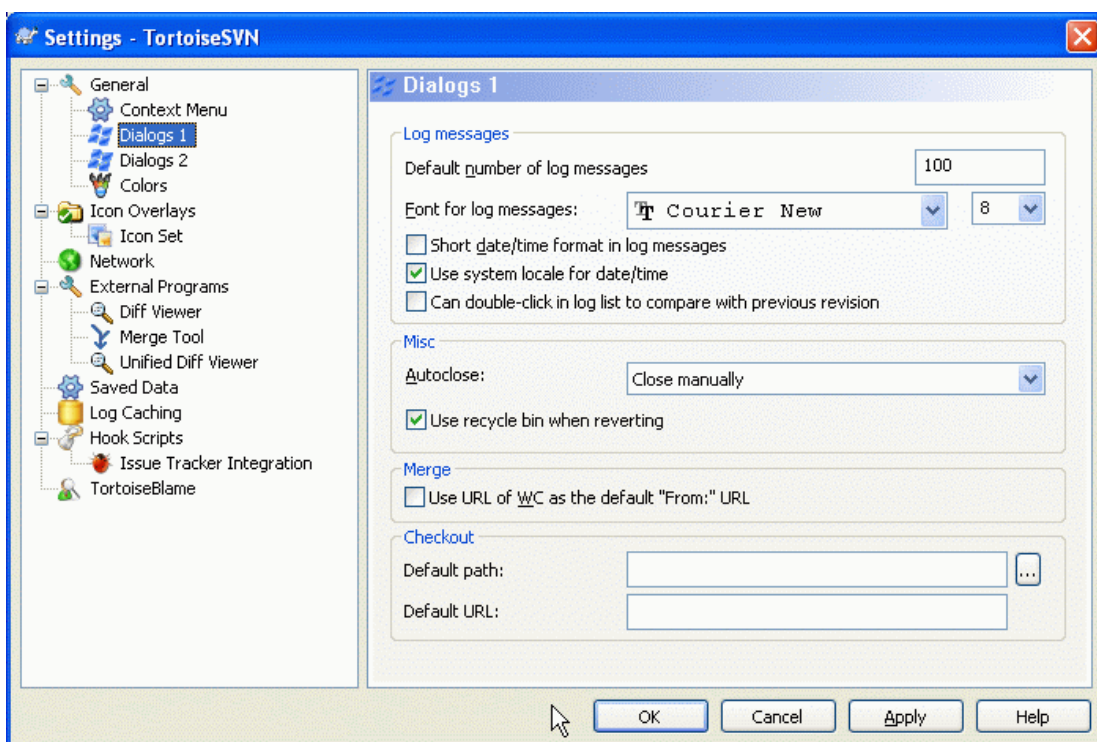 Settings - TortoiseSVN
General
Context Menu
Dialogs 1
Dialogs 2
Colors
Icon Overlays
Icon Set
Network
External Programs
Diff Viewer
Merge Tool
Unified Diff Viewer
Saved Data
Log Caching
Hook Scripts
Issue Tracker Integration
TortoiseBlame
Dialogs 1
Log messages
Default number of log messages 100
Font for log messages: Courier New 8
Short date/time format in log messages
Use system locale for date/time
Can double-click in log list to compare with previous revision
Misc
Autoclose: Close manually
Use recycle bin when reverting
Merge
Use URL of WC as the default "From:" URL
Checkout
Default path: ...
Default URL:
OK Cancel Apply Help